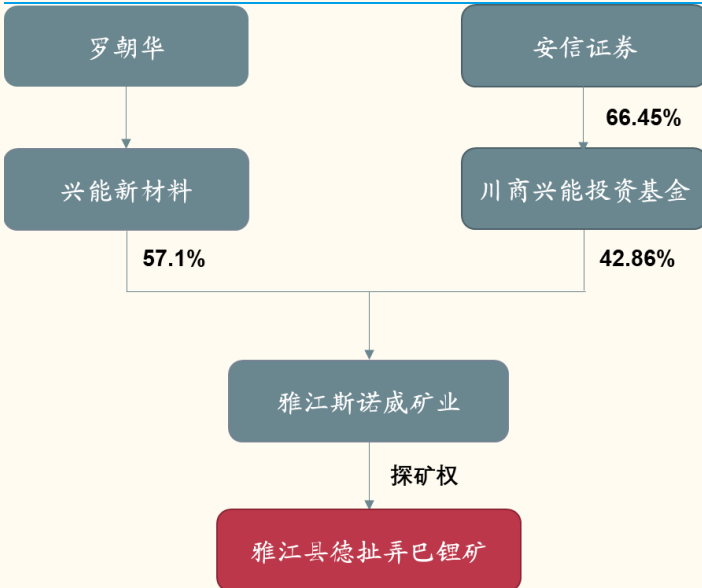 罗朝华
安信证券
66.45%
兴能新材料
川商兴能投资基金
57.1%
42.86%
雅江斯诺威矿业
探矿权
雅江县德扯弄巴锂矿